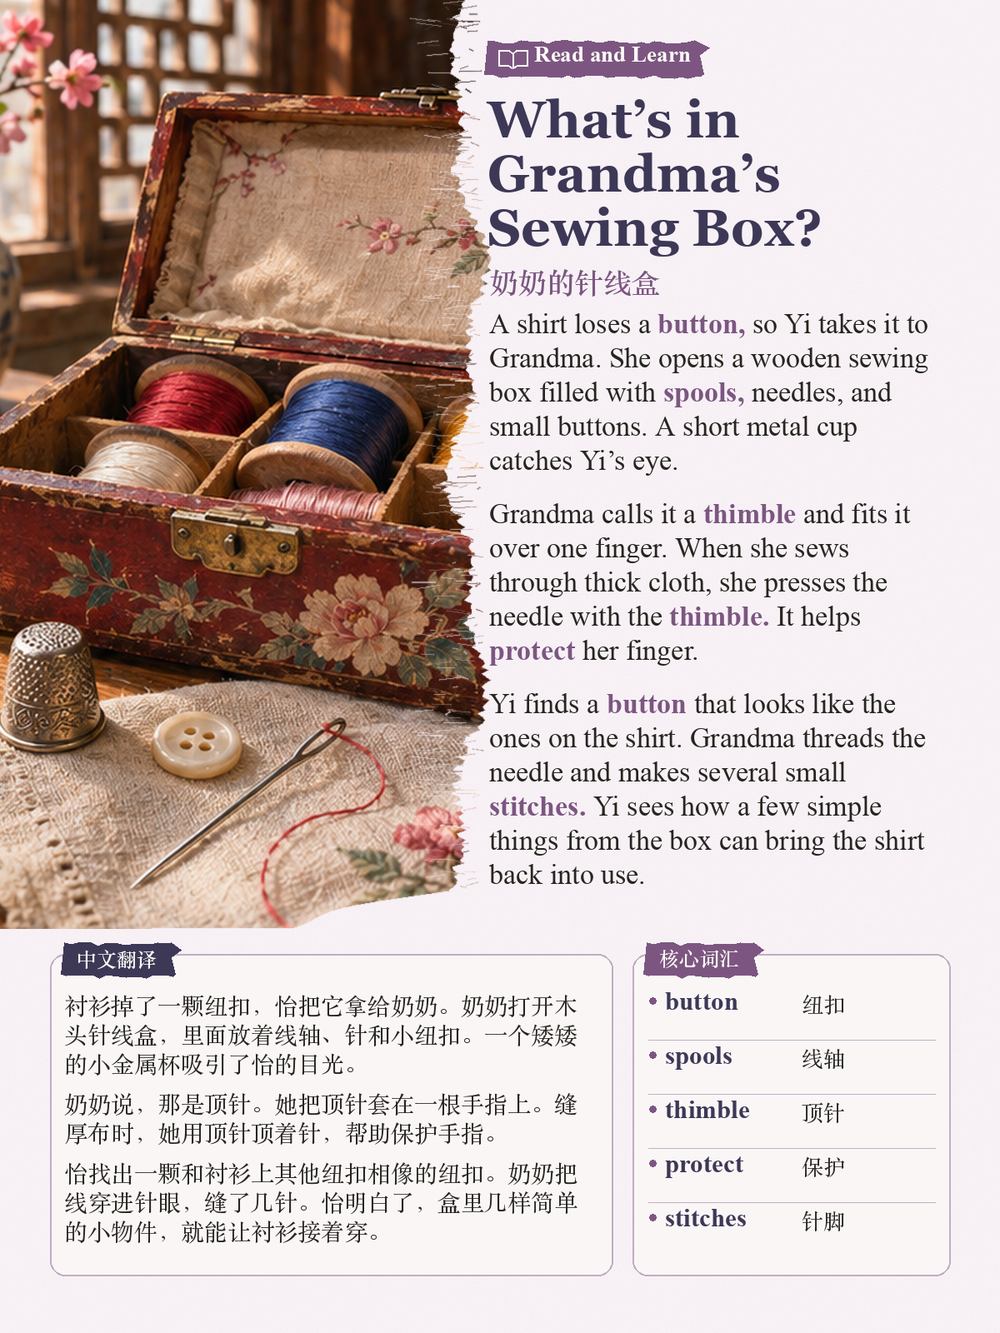 Read and Learn
What's in
Grandma's
Sewing Box?
奶奶的针线盒
A shirt loses a button, so Yi takes it to
Grandma. She opens a wooden sewing
box filled with spools, needles, and
small buttons. A short metal cup
catches Yi's eye.
Grandma calls it a thimble and fits it
over one finger. When she sews
through thick cloth, she presses the
needle with the thimble. It helps
protect her finger.
Yi finds a button that looks like the
ones on the shirt. Grandma threads the
needle and makes several small
stitches. Yi sees how a few simple
things from the box can bring the shirt
back into use.
中文翻译
衬衫掉了一颗纽扣，怡把它拿给奶奶。奶奶打开木
头针线盒，里面放着线轴、针和小纽扣。一个矮矮
的小金属杯吸引了怡的目光。
奶奶说，那是顶针。她把顶针套在一根手指上。缝
厚布时，她用顶针顶着针，帮助保护手指。
怡找出一颗和衬衫上其他纽扣相像的纽扣。奶奶把
线穿进针眼，缝了几针。怡明白了，盒里几样简单
的小物件，就能让衬衫接着穿。
核心词汇
button 纽扣
spools 线轴
thimble 顶针
protect 保护
stitches 针脚